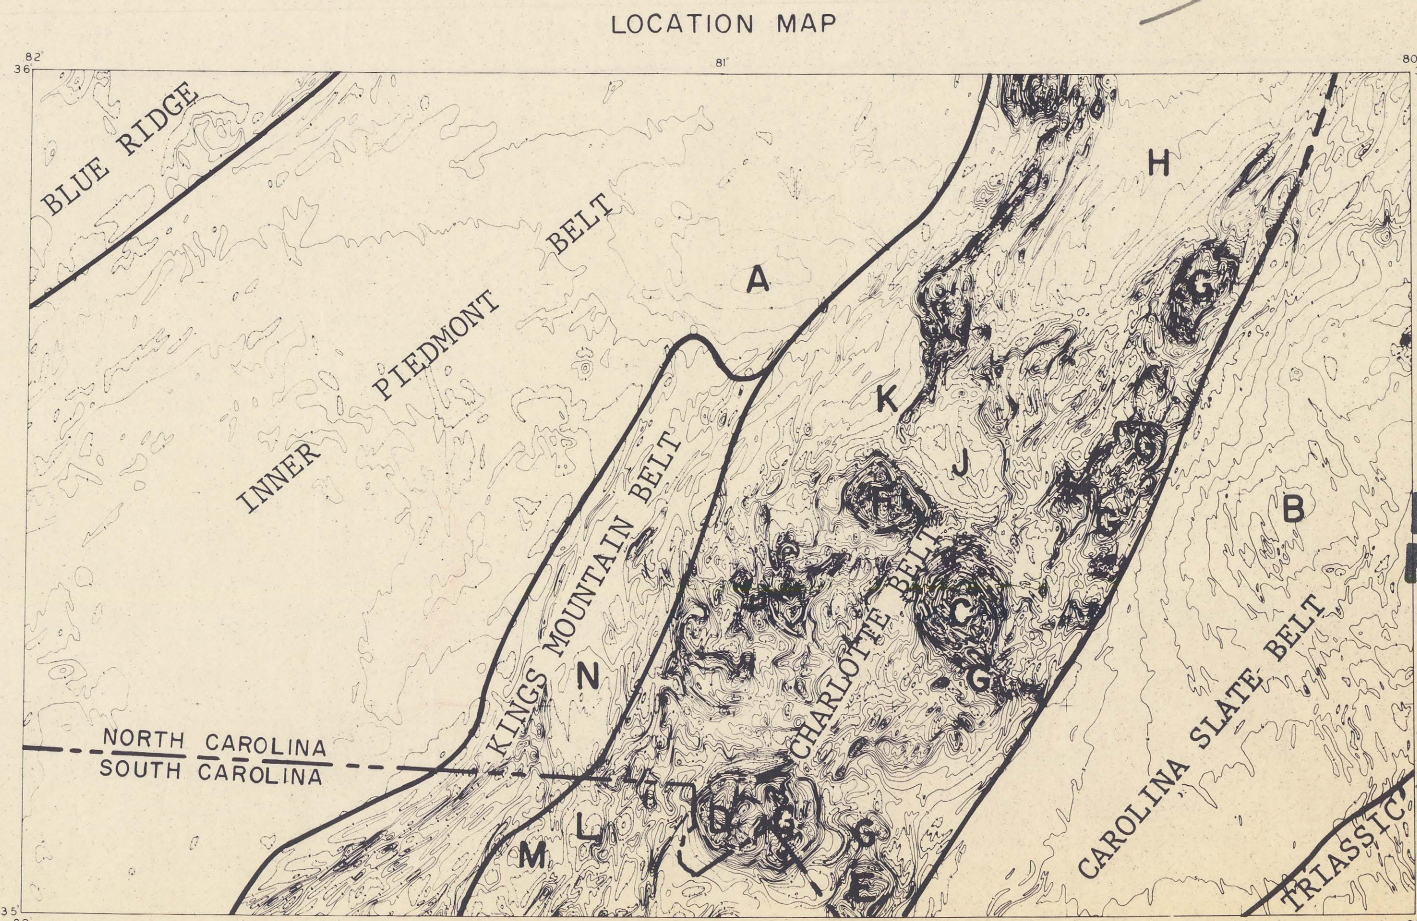 LOCATION MAP
82°
81°
80°
36°
BLUE RIDGE
INNER PIEDMONT BELT
KINGS MOUNTAIN BELT
CHARLOTTE BELT
CAROLINA SLATE BELT
TRIASSIC
H
A
G
K
J
G
F
G
B
C
G
N
NORTH CAROLINA
SOUTH CAROLINA
L
D
G
G
M
E
35°